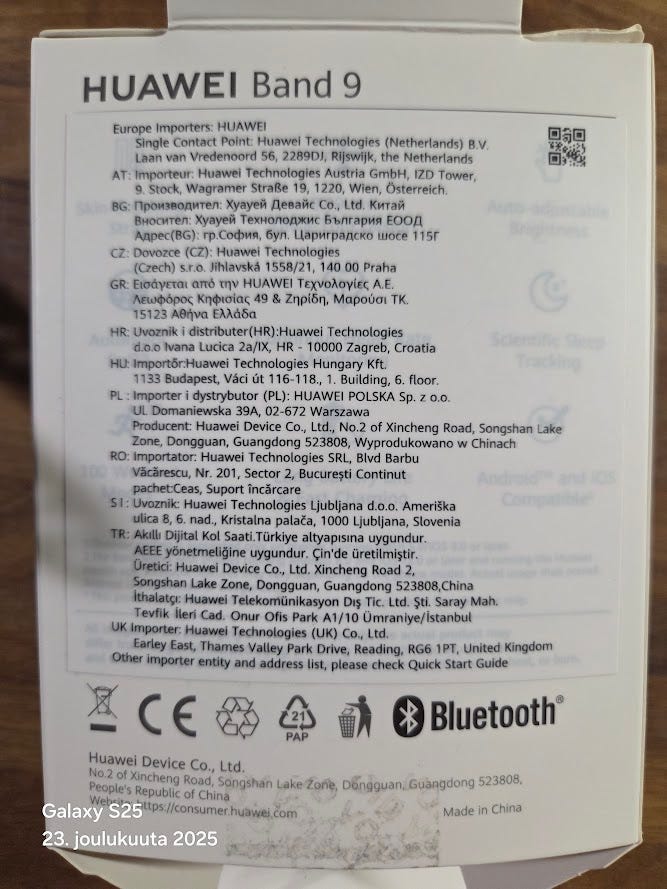 HUAWEI Band 9
Europe Importers: HUAWEI
Single Contact Point: Huawei Technologies (Netherlands) B.V.
Laan van Vredenoord 56, 2289DJ, Rijswijk, the Netherlands
AT: Importeur: Huawei Technologies Austria GmbH, IZD Tower,
9. Stock, Wagramer Straße 19, 1220, Wien, Österreich.
BG: Производител: Хуауей Девайс Co., Ltd. Китай
Вносител: Хуауей Технолоджис България ЕООД
Адрес(BG): гр.София, бул. Цариградско шосе 115Г
CZ: Dovozce (CZ): Huawei Technologies
(Czech) s.r.o. Jihlavská 1558/21, 140 00 Praha
GR: Εισάγεται από την HUAWEI Τεχνολογίες Α.Ε.
Λεωφόρος Κηφισίας 49 & Ζηρίδη, Μαρούσι ΤΚ.
15123 Αθήνα Ελλάδα
HR: Uvoznik i distributer(HR):Huawei Technologies
d.o.o Ivana Lucica 2a/IX, HR - 10000 Zagreb, Croatia
HU: Importőr:Huawei Technologies Hungary Kft.
1133 Budapest, Váci út 116-118., 1. Building, 6. floor.
PL : Importer i dystrybutor (PL): HUAWEI POLSKA Sp. z o.o.
Ul. Domaniewska 39A, 02-672 Warszawa
Producent: Huawei Device Co., Ltd., No.2 of Xincheng Road, Songshan Lake
Zone, Dongguan, Guangdong 523808, Wyprodukowano w Chinach
RO: Importator: Huawei Technologies SRL, Blvd Barbu
Văcărescu, Nr. 201, Sector 2, București Continut
pachet:Ceas, Suport încărcare
SI: Uvoznik: Huawei Technologies Ljubljana d.o.o. Ameriška
ulica 8, 6. nad., Kristalna palača, 1000 Ljubljana, Slovenia
TR: Akıllı Dijital Kol Saati.Türkiye altyapısına uygundur.
AEEE yönetmeliğine uygundur. Çin'de üretilmiştir.
Üretici: Huawei Device Co., Ltd. Xincheng Road 2,
Songshan Lake Zone, Dongguan, Guangdong 523808,China
İthalatçı: Huawei Telekomünikasyon Dış Tic. Ltd. Şti. Saray Mah.
Tevfik İleri Cad. Onur Ofis Park A1/10 Ümraniye/İstanbul
UK Importer: Huawei Technologies (UK) Co., Ltd.
Earley East, Thames Valley Park Drive, Reading, RG6 1PT, United Kingdom
Other importer entity and address list, please check Quick Start Guide
Auto-adjustable
Brightness
Scientific Sleep
Tracking
Android™ and iOS
Compatible
CE
21
PAP
Bluetooth®
Huawei Device Co., Ltd.
No.2 of Xincheng Road, Songshan Lake Zone, Dongguan, Guangdong 523808,
People's Republic of China
Website: https://consumer.huawei.com
Made in China
Galaxy S25
23. joulukuuta 2025